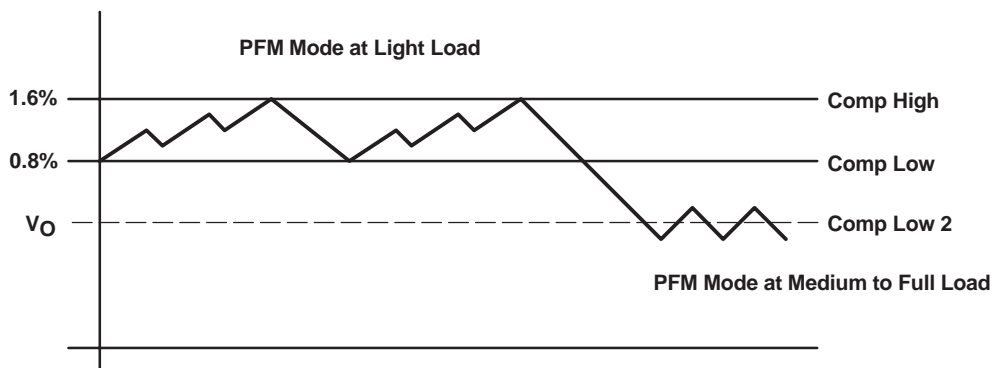 PFM Mode at Light Load
1.6%
Comp High
0.8%
Comp Low
VO
Comp Low 2
PFM Mode at Medium to Full Load